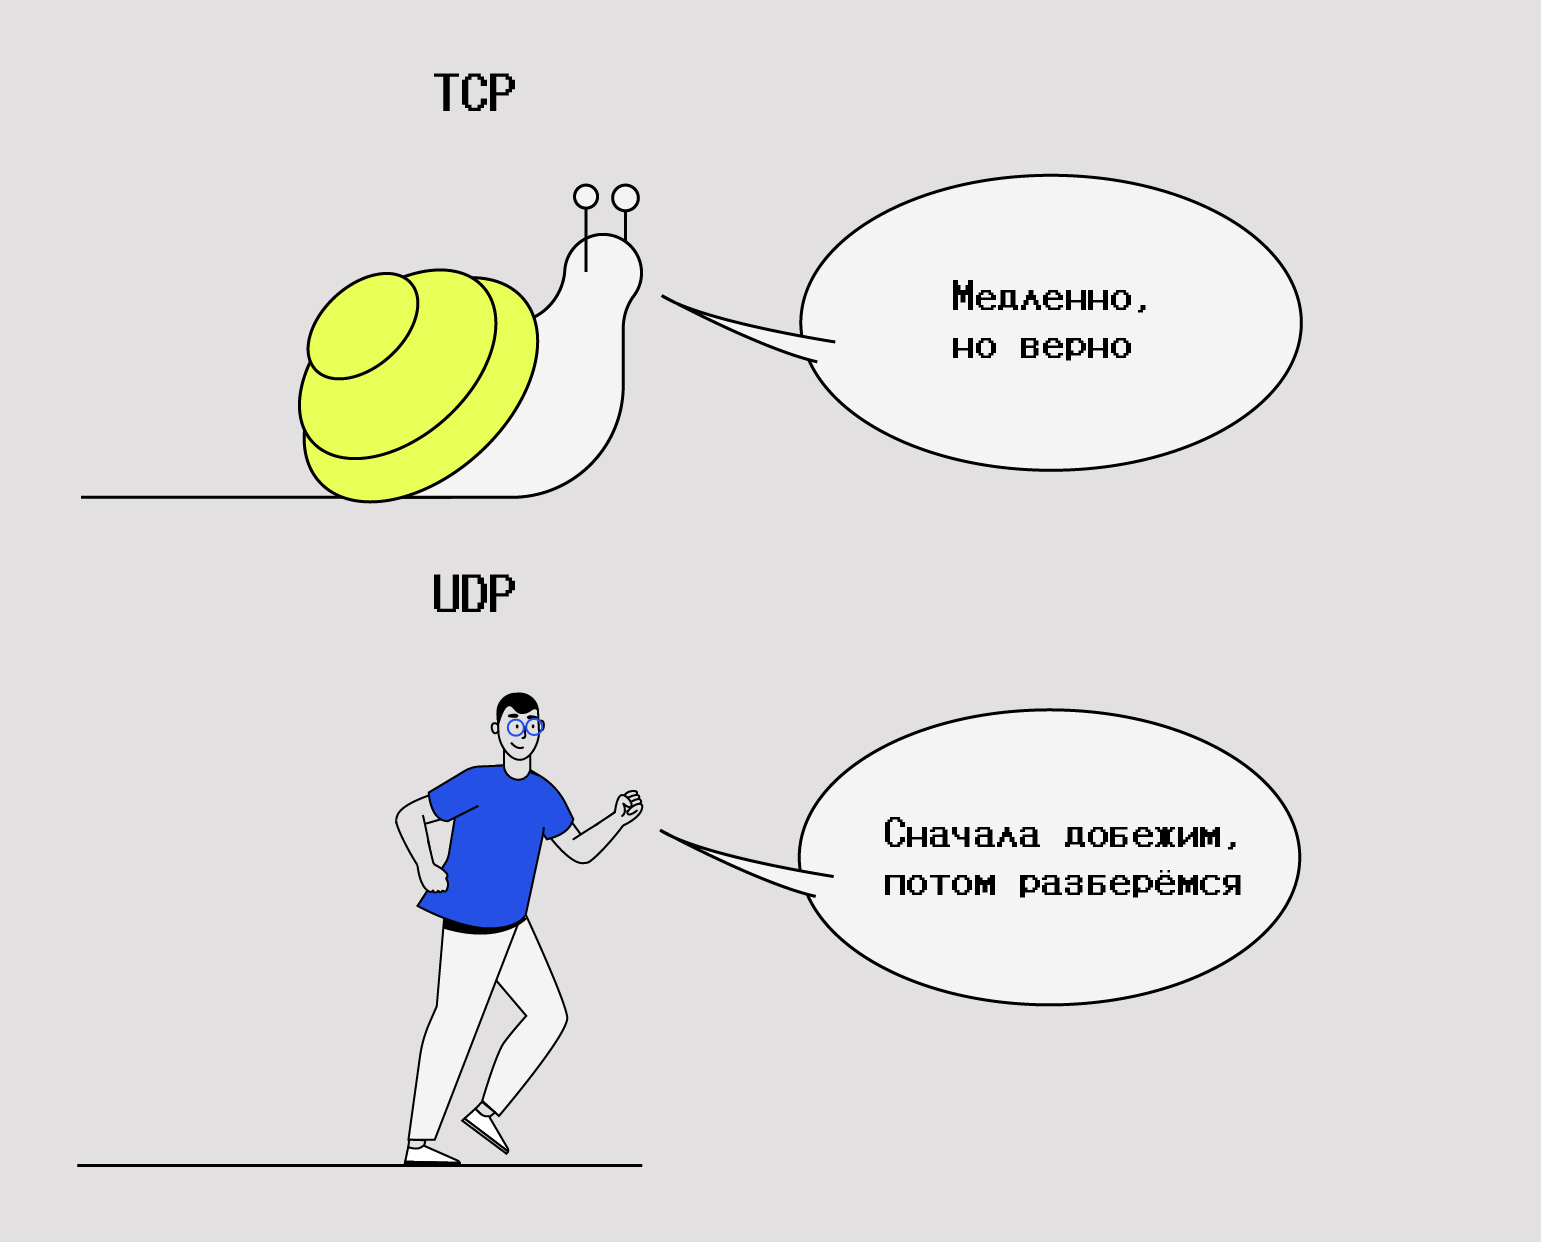 TCP
Медленно,
но верно
UDP
Сначала добежим,
потом разберёмся